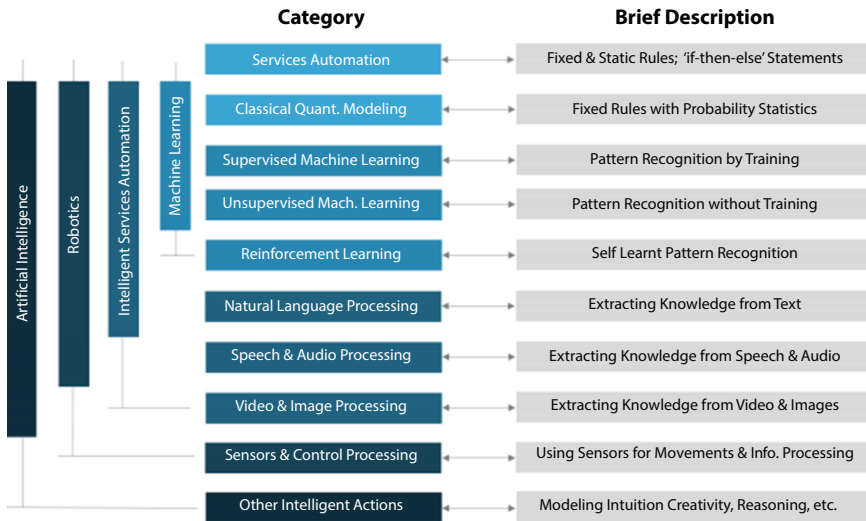 Category
Brief Description
Artificial Intelligence
Robotics
Intelligent Services Automation
Machine Learning
Services Automation
Fixed & Static Rules; ‘if-then-else’ Statements
Classical Quant. Modeling
Fixed Rules with Probability Statistics
Supervised Machine Learning
Pattern Recognition by Training
Unsupervised Mach. Learning
Pattern Recognition without Training
Reinforcement Learning
Self Learnt Pattern Recognition
Natural Language Processing
Extracting Knowledge from Text
Speech & Audio Processing
Extracting Knowledge from Speech & Audio
Video & Image Processing
Extracting Knowledge from Video & Images
Sensors & Control Processing
Using Sensors for Movements & Info. Processing
Other Intelligent Actions
Modeling Intuition Creativity, Reasoning, etc.